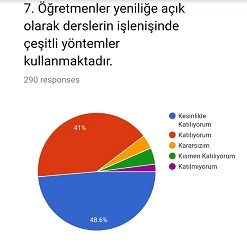 7. Öğretmenler yeniliğe açık
olarak derslerin işlenişinde
çeşitli yöntemler
kullanmaktadır.
290 responses
Kesinlikle
Katılıyorum
Katılıyorum
Kararsızım
Kısmen Katılıyorum
Katılmıyorum
41%
48.6%